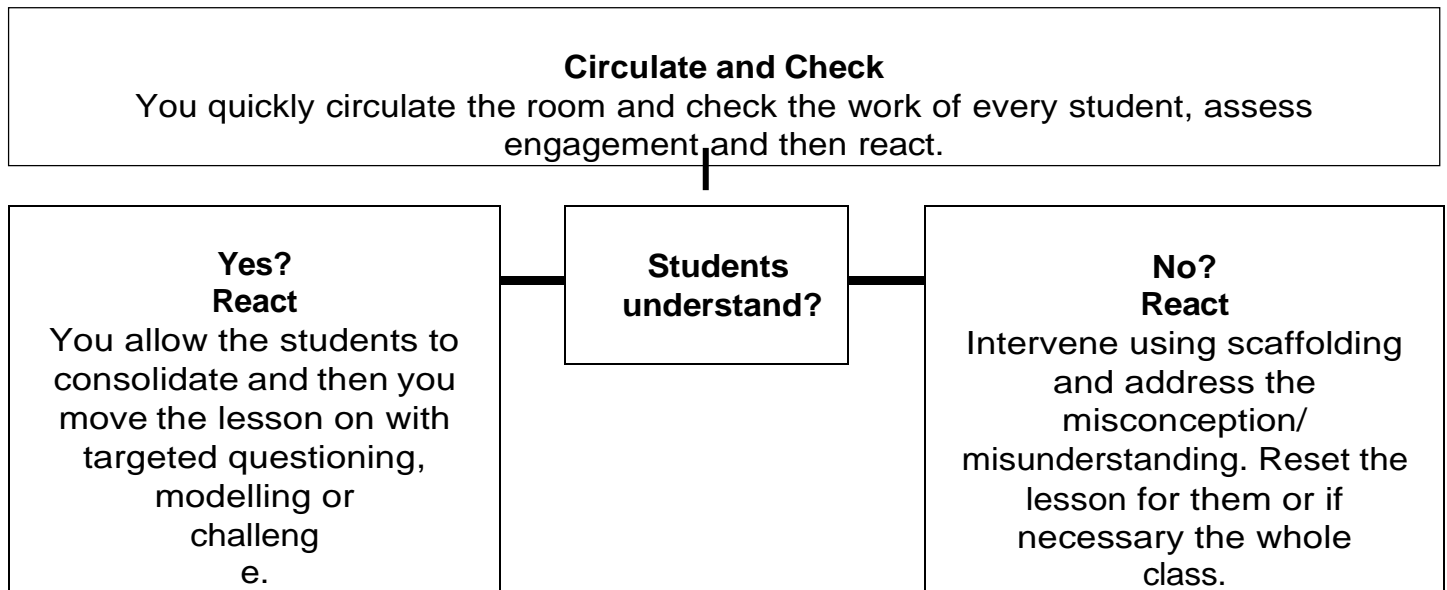 Circulate and Check
You quickly circulate the room and check the work of every student, assess
engagement and then react.
Yes?
React
You allow the students to
consolidate and then you
move the lesson on with
targeted questioning,
modelling or
challeng
e.
Students
understand?
No?
React
Intervene using scaffolding
and address the
misconception/
misunderstanding. Reset the
lesson for them or if
necessary the whole
class.